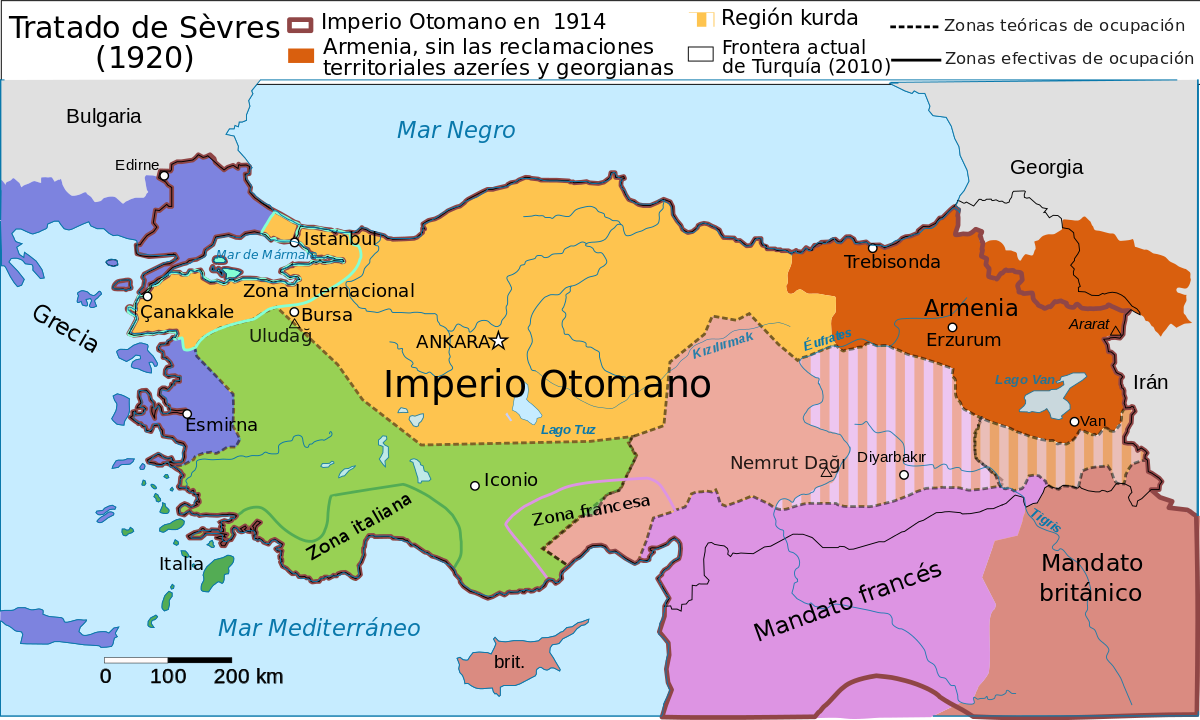 Tratado de Sèvres
(1920)
Imperio Otomano en 1914
Armenia, sin las reclamaciones
territoriales azeríes y georgianas
Región kurda
Frontera actual
de Turquía (2010)
Zonas teóricas de ocupación
Zonas efectivas de ocupación
Bulgaria
Mar Negro
Georgia
Edirne
Istanbul
Mar de Mármara
Trebisonda
Zona Internacional
Çanakkale
Bursa
Uludağ
Grecia
ANKARA
Kızılırmak
Éufrates
Armenia
Erzurum
Ararat
Irán
Imperio Otomano
Lago Van
Van
Esmirna
Lago Tuz
Nemrut Daği
Diyarbakır
Iconio
Zona italiana
Zona francesa
Tigris
Italia
Mandato francés
Mandato
británico
Mar Mediterráneo
brit.
0 100 200 km